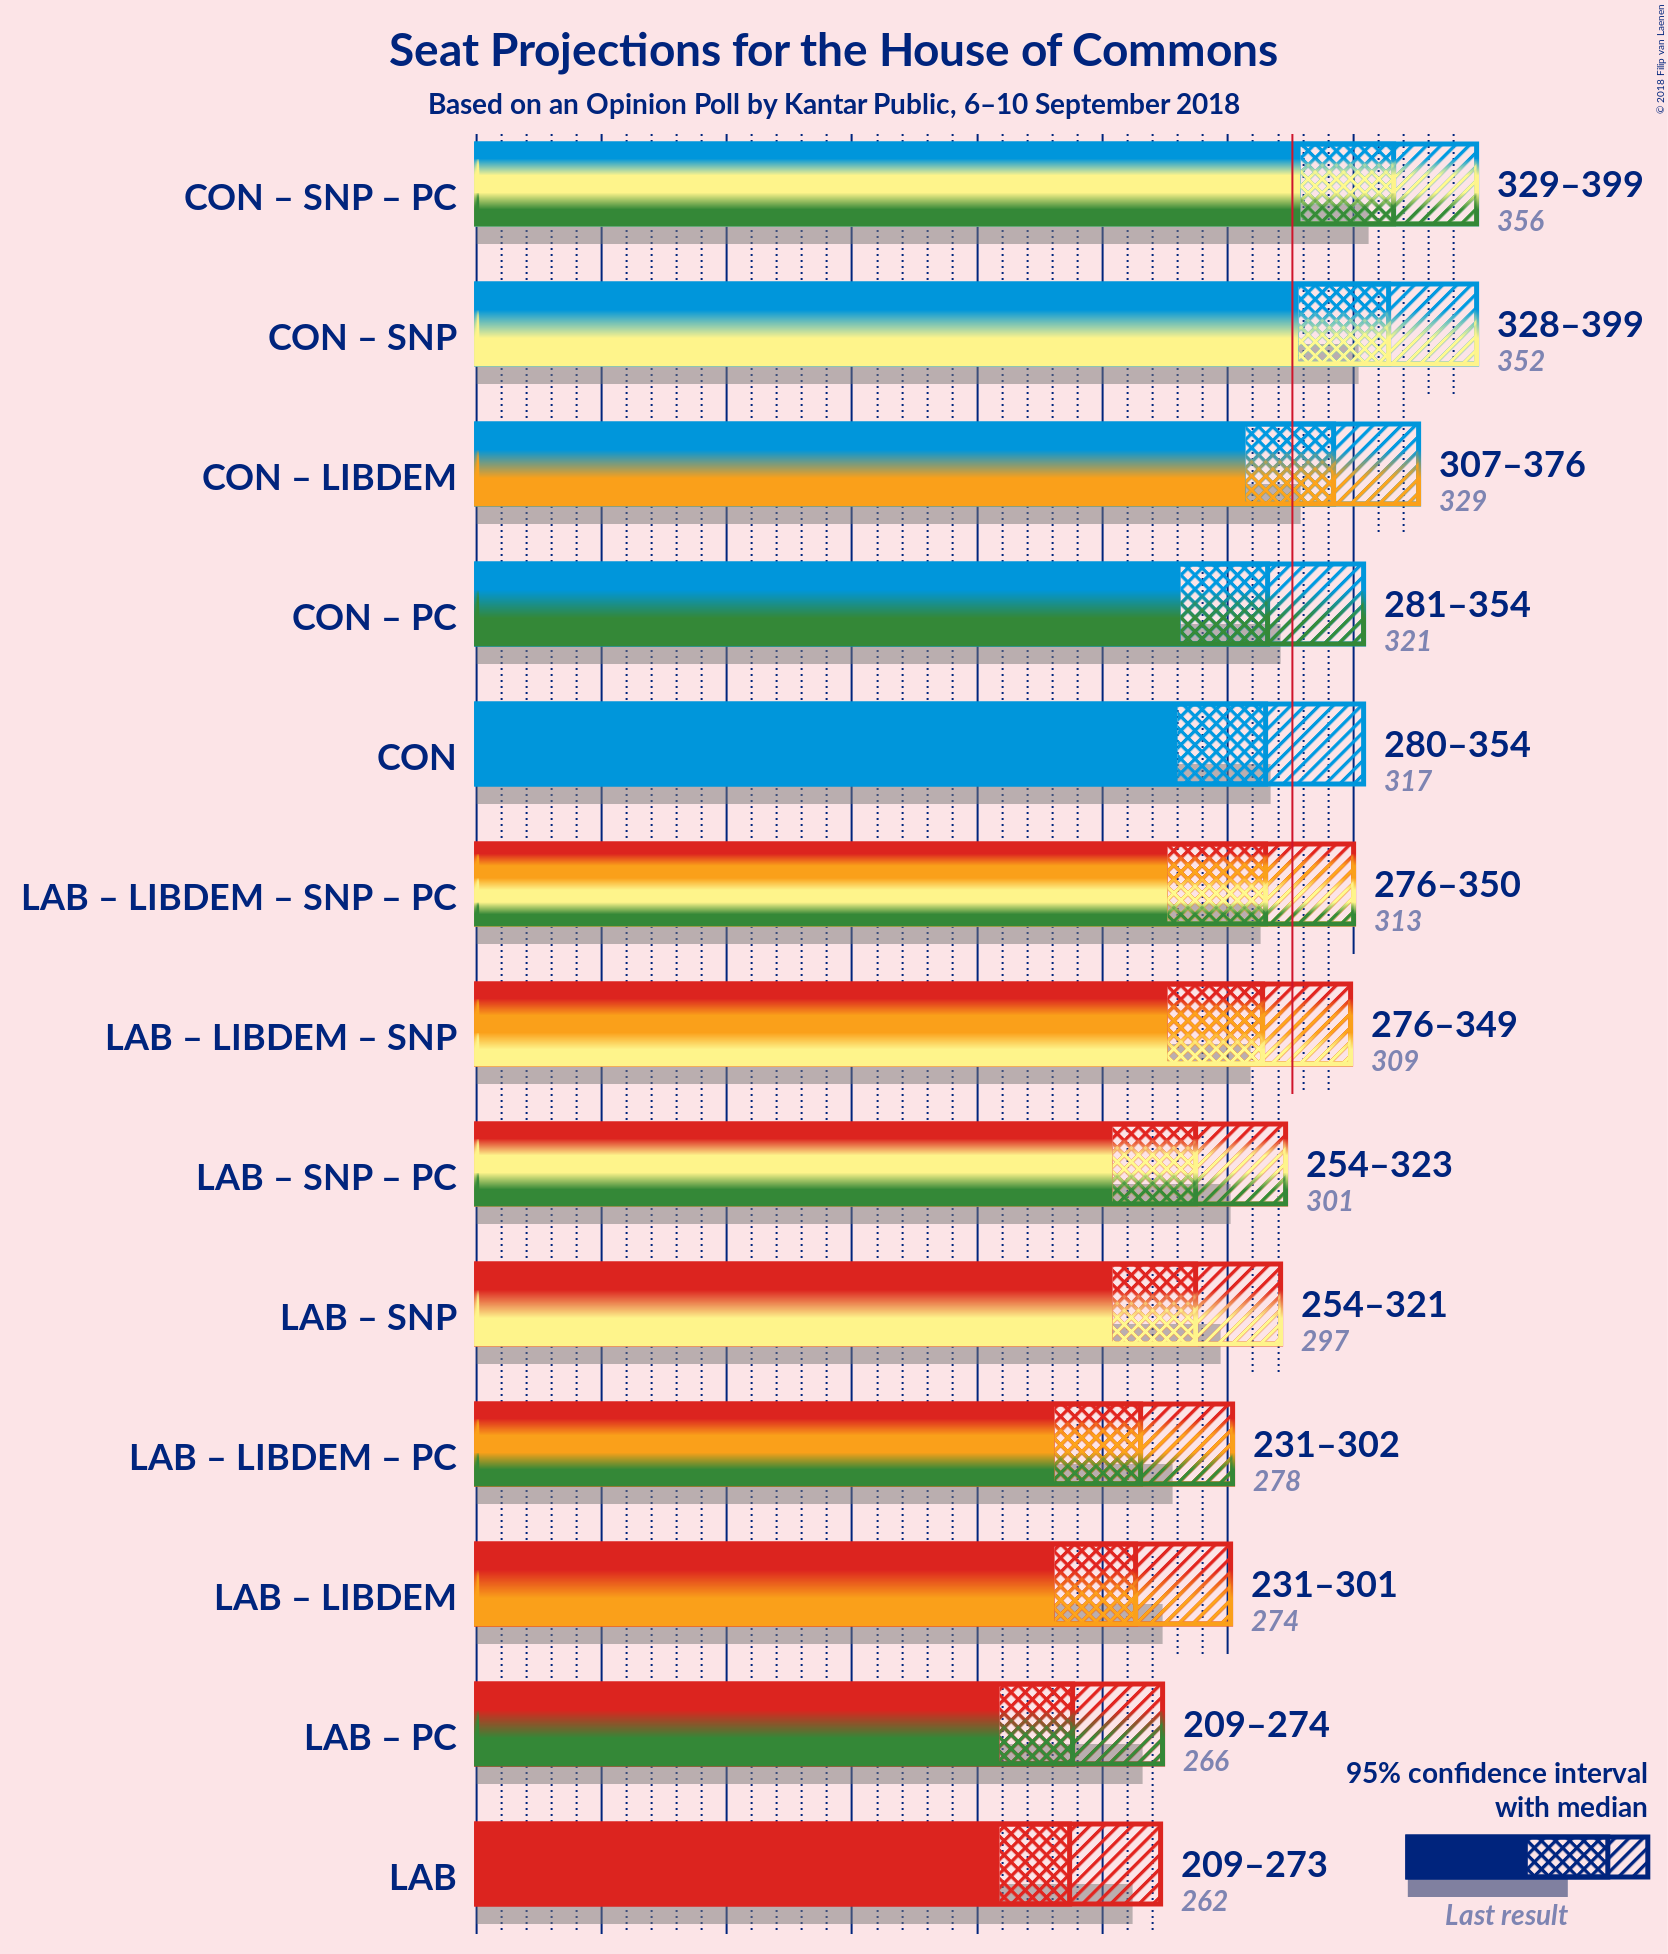 Seat Projections for the House of Commons
Based on an Opinion Poll by Kantar Public, 6–10 September 2018
© 2018 Filip van Laenen
CON – SNP – PC
329–399
356
CON – SNP
328–399
352
CON – LIBDEM
307–376
329
CON – PC
281–354
321
CON
280–354
317
LAB – LIBDEM – SNP – PC
276–350
313
LAB – LIBDEM – SNP
276–349
309
LAB – SNP – PC
254–323
301
LAB – SNP
254–321
297
LAB – LIBDEM – PC
231–302
278
LAB – LIBDEM
231–301
274
LAB – PC
209–274
266
LAB
209–273
262
95% confidence interval
with median
Last result